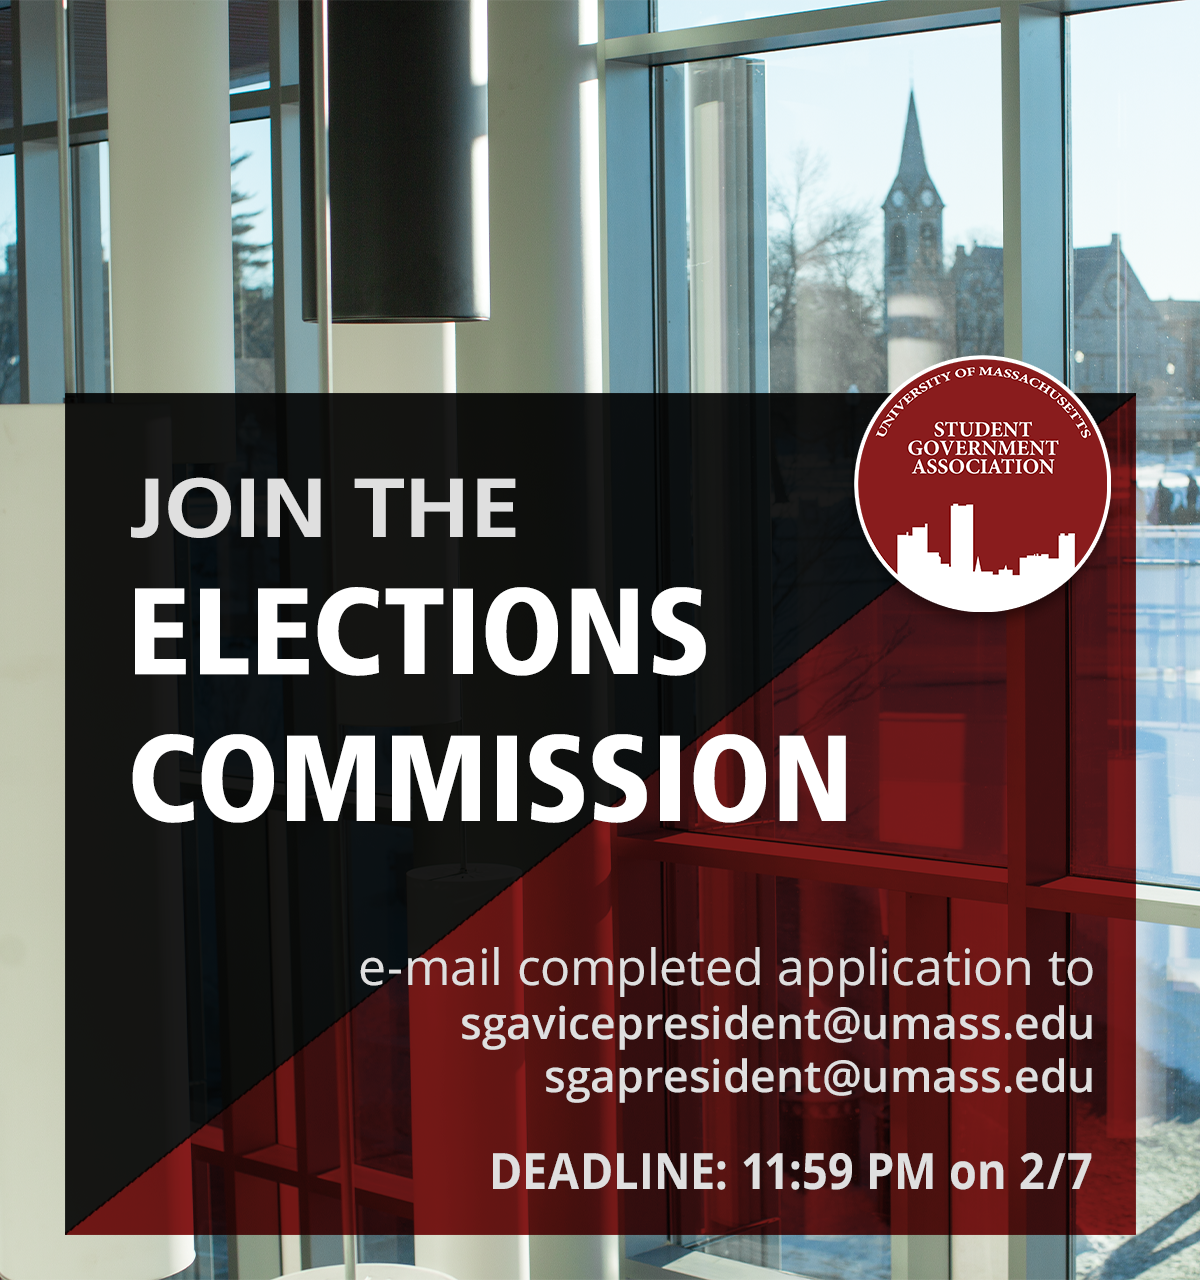 UNIVERSITY OF MASSACHUSETTS
STUDENT
GOVERNMENT
ASSOCIATION
JOIN THE
ELECTIONS
COMMISSION
e-mail completed application to
sgavicepresident@umass.edu
sgapresident@umass.edu
DEADLINE: 11:59 PM on 2/7